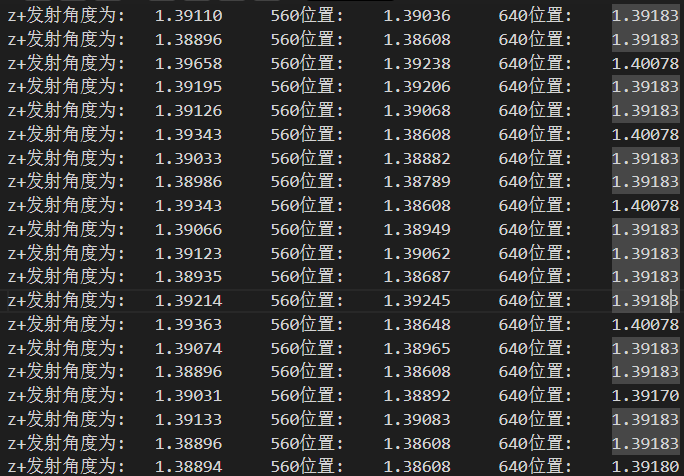 z+发射角度为: 1.39110 560位置: 1.39036 640位置: 1.39183
z+发射角度为: 1.38896 560位置: 1.38608 640位置: 1.39183
z+发射角度为: 1.39658 560位置: 1.39238 640位置: 1.40078
z+发射角度为: 1.39195 560位置: 1.39206 640位置: 1.39183
z+发射角度为: 1.39126 560位置: 1.39068 640位置: 1.39183
z+发射角度为: 1.39343 560位置: 1.38608 640位置: 1.40078
z+发射角度为: 1.39033 560位置: 1.38882 640位置: 1.39183
z+发射角度为: 1.38986 560位置: 1.38789 640位置: 1.39183
z+发射角度为: 1.39343 560位置: 1.38608 640位置: 1.40078
z+发射角度为: 1.39066 560位置: 1.38949 640位置: 1.39183
z+发射角度为: 1.39123 560位置: 1.39062 640位置: 1.39183
z+发射角度为: 1.38935 560位置: 1.38687 640位置: 1.39183
z+发射角度为: 1.39214 560位置: 1.39245 640位置: 1.39183
z+发射角度为: 1.39363 560位置: 1.38648 640位置: 1.40078
z+发射角度为: 1.39074 560位置: 1.38965 640位置: 1.39183
z+发射角度为: 1.38896 560位置: 1.38608 640位置: 1.39183
z+发射角度为: 1.39031 560位置: 1.38892 640位置: 1.39170
z+发射角度为: 1.39133 560位置: 1.39083 640位置: 1.39183
z+发射角度为: 1.38896 560位置: 1.38608 640位置: 1.39183
z+发射角度为: 1.38894 560位置: 1.38608 640位置: 1.39180